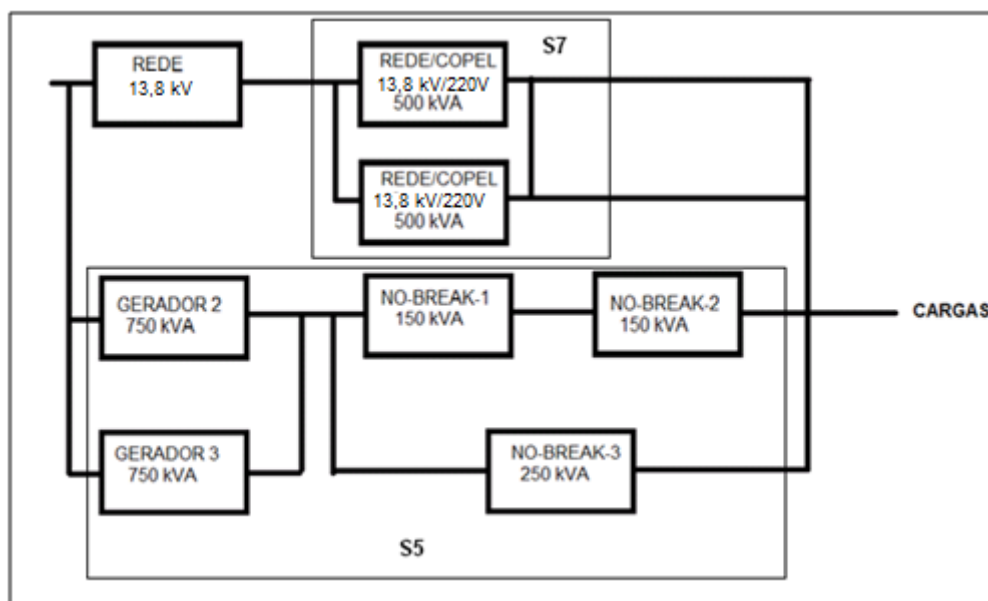 S7
REDE
13,8 kV
REDE/COPEL
13,8 kV/220V
500 kVA
REDE/COPEL
13,8 kV/220V
500 kVA
GERADOR 2
750 kVA
NO-BREAK-1
150 kVA
NO-BREAK-2
150 kVA
CARGAS
GERADOR 3
750 kVA
NO-BREAK-3
250 kVA
S5